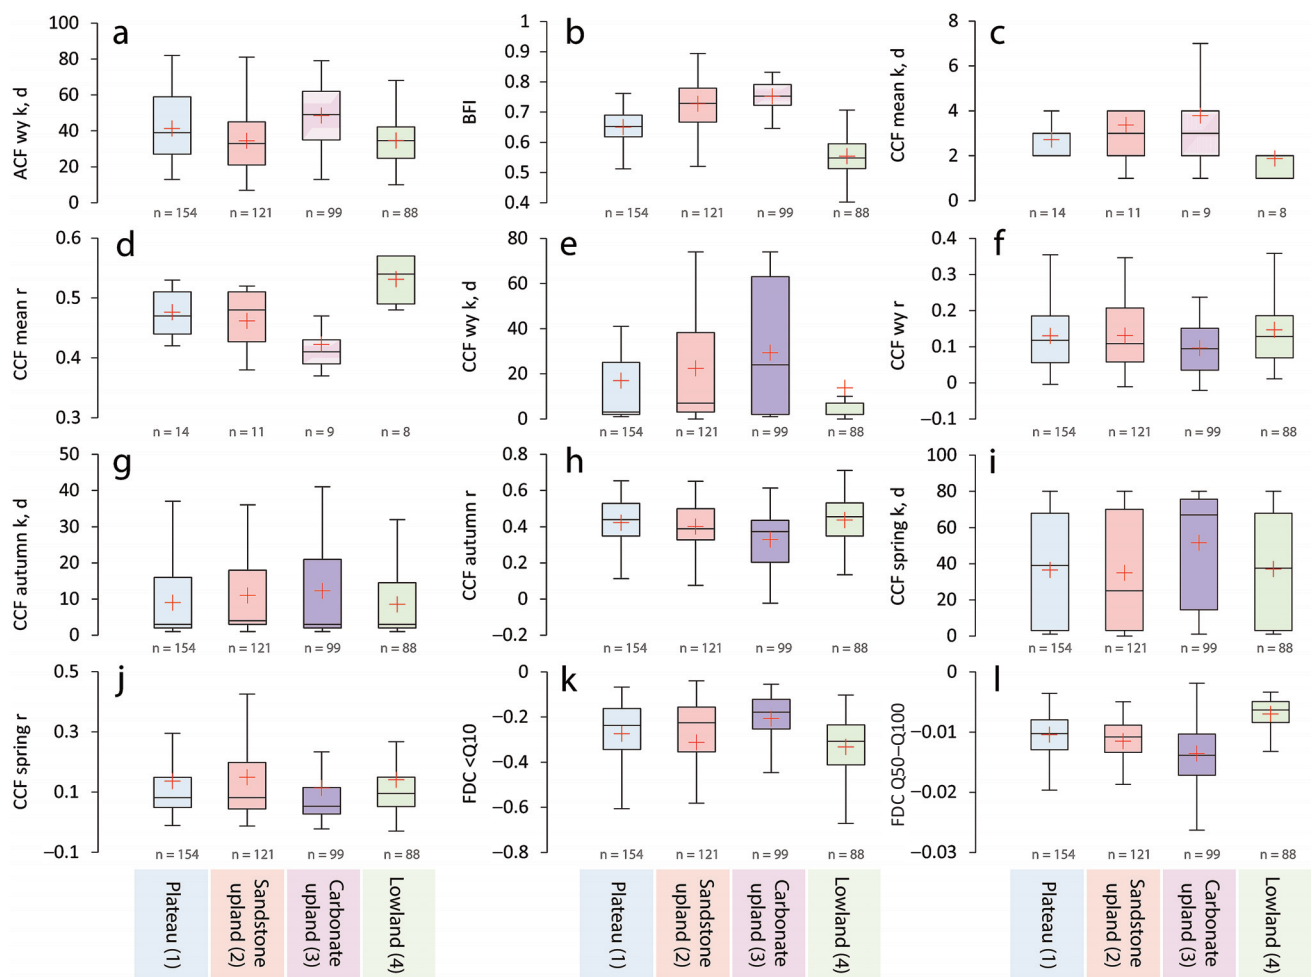 a
ACF wy k, d
100
80
60
40
20
0
n = 154
n = 121
n = 99
n = 88
b
BFI
1
0.9
0.8
0.7
0.6
0.5
0.4
n = 154
n = 121
n = 99
n = 88
c
CCF mean k, d
8
6
4
2
0
n = 14
n = 11
n = 9
n = 8
d
CCF mean r
0.6
0.5
0.4
0.3
n = 14
n = 11
n = 9
n = 8
e
CCF wy k, d
80
60
40
20
0
n = 154
n = 121
n = 99
n = 88
f
CCF wy r
0.4
0.3
0.2
0.1
0
−0.1
n = 154
n = 121
n = 99
n = 88
g
CCF autumn k, d
50
40
30
20
10
0
n = 154
n = 121
n = 99
n = 88
h
CCF autumn r
0.8
0.6
0.4
0.2
0
−0.2
n = 154
n = 121
n = 99
n = 88
i
CCF spring k, d
100
80
60
40
20
0
n = 154
n = 121
n = 99
n = 88
j
CCF spring r
0.5
0.3
0.1
−0.1
n = 154
n = 121
n = 99
n = 88
k
FDC <Q10
0
−0.2
−0.4
−0.6
−0.8
n = 154
n = 121
n = 99
n = 88
l
FDC Q50−Q100
0
−0.01
−0.02
−0.03
n = 154
n = 121
n = 99
n = 88
Plateau (1)
Sandstone
upland (2)
Carbonate
upland (3)
Lowland (4)
Plateau (1)
Sandstone
upland (2)
Carbonate
upland (3)
Lowland (4)
Plateau (1)
Sandstone
upland (2)
Carbonate
upland (3)
Lowland (4)